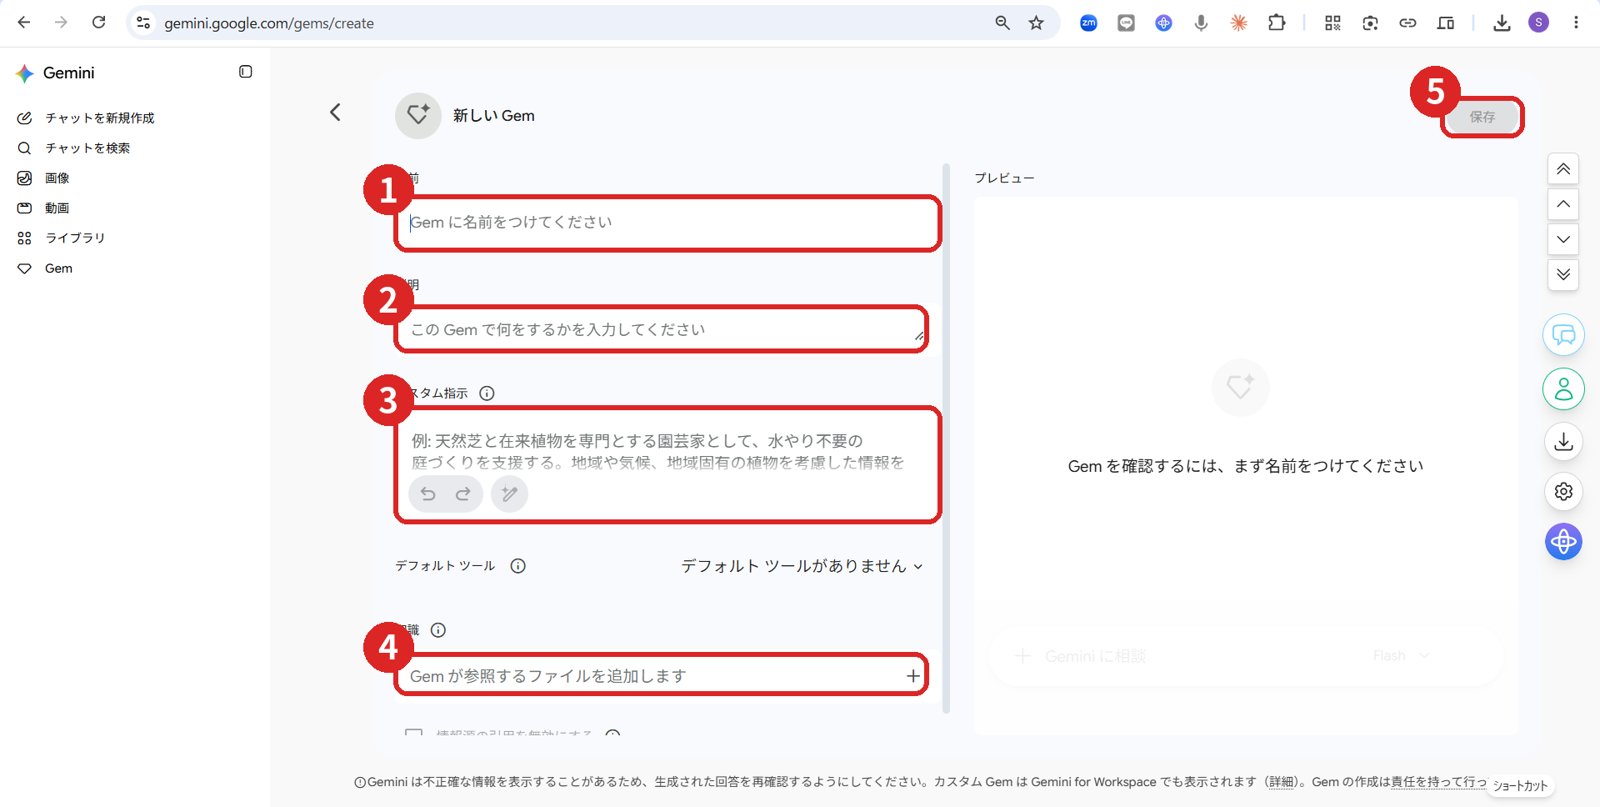 gemini.google.com/gems/create
zm
LINE
S
Gemini
チャットを新規作成
チャットを検索
画像
動画
ライブラリ
Gem
新しい Gem
5
保存
1
前
Gem に名前をつけてください
2
明
この Gem で何をするかを入力してください
3
スタム指示
例: 天然芝と在来植物を専門とする園芸家として、水やり不要の
庭づくりを支援する。地域や気候、地域固有の植物を考慮した情報を
デフォルト ツール
デフォルト ツールがありません
4
識
Gem が参照するファイルを追加します
情報源の引用を無効にする
プレビュー
Gem を確認するには、まず名前をつけてください
Gemini に相談
Flash
Gemini は不正確な情報を表示することがあるため、生成された回答を再確認するようにしてください。カスタム Gem は Gemini for Workspace でも表示されます（詳細）。Gem の作成は責任を持って行っ
ショートカット